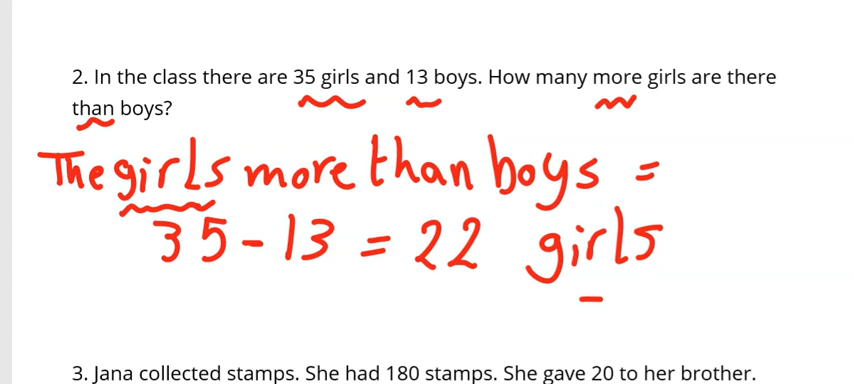 2. In the class there are 35 girls and 13 boys. How many more girls are there
than boys?
The girls more than boys =
35 - 13 = 22 girls
3. Jana collected stamps. She had 180 stamps. She gave 20 to her brother.